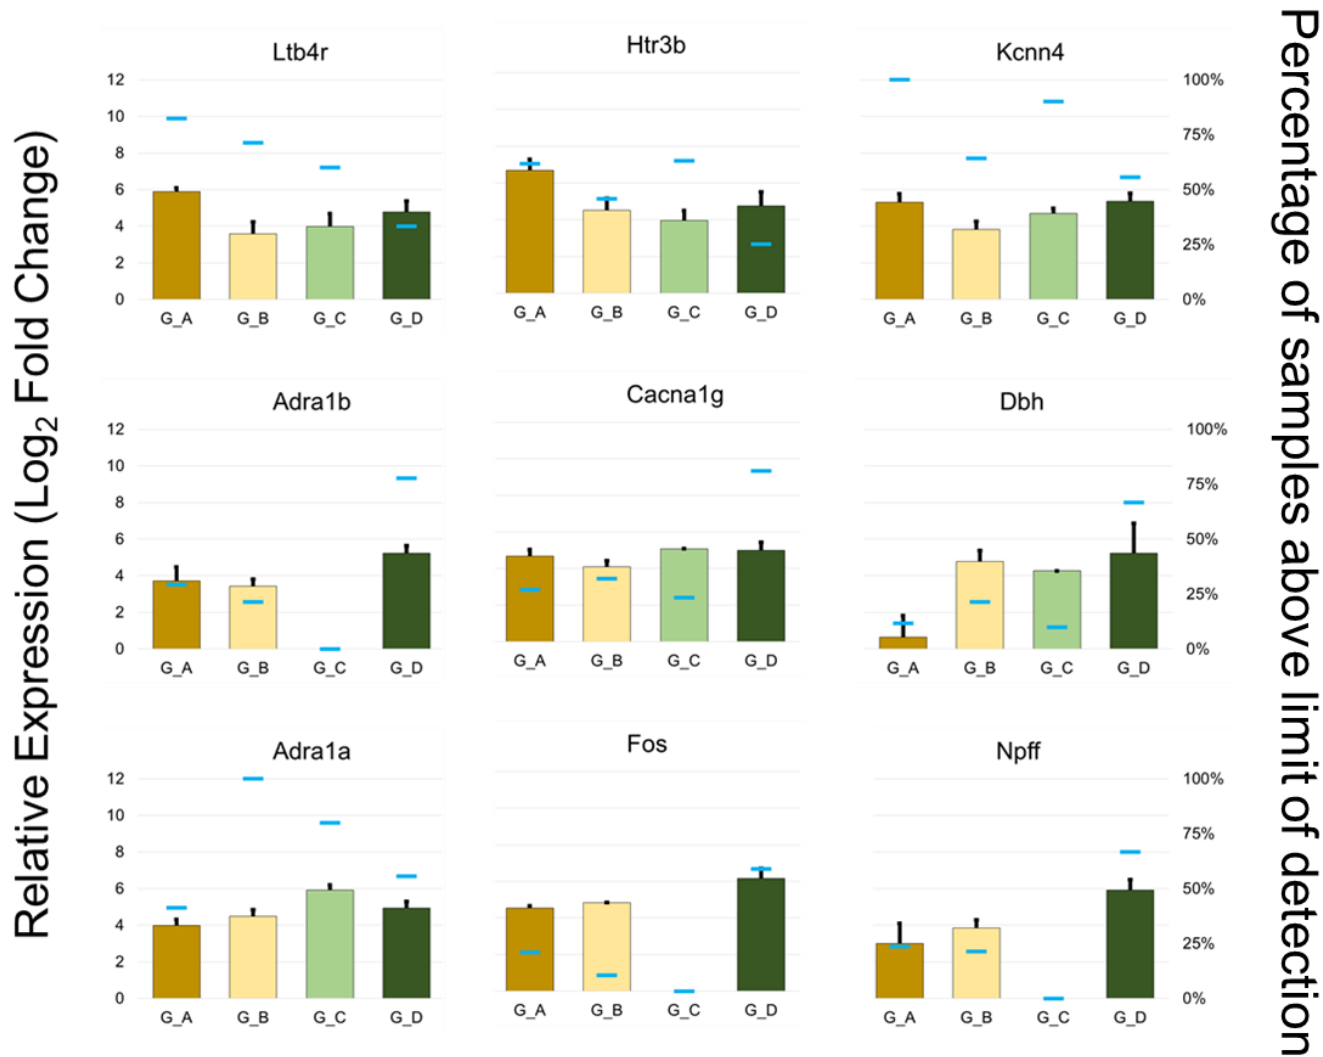 Relative Expression (Log2 Fold Change)
Percentage of samples above limit of detection
Ltb4r
12
10
8
6
4
2
0
G_A G_B G_C G_D
Htr3b
G_A G_B G_C G_D
Kcnn4
100%
75%
50%
25%
0%
G_A G_B G_C G_D
Adra1b
12
10
8
6
4
2
0
G_A G_B G_C G_D
Cacna1g
G_A G_B G_C G_D
Dbh
100%
75%
50%
25%
0%
G_A G_B G_C G_D
Adra1a
12
10
8
6
4
2
0
G_A G_B G_C G_D
Fos
G_A G_B G_C G_D
Npff
100%
75%
50%
25%
0%
G_A G_B G_C G_D